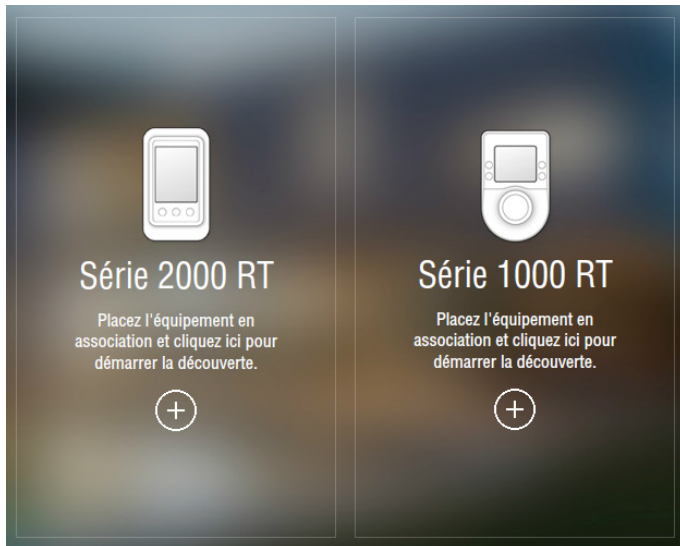 Série 2000 RT
Placez l'équipement en
association et cliquez ici pour
démarrer la découverte.
Série 1000 RT
Placez l'équipement en
association et cliquez ici pour
démarrer la découverte.